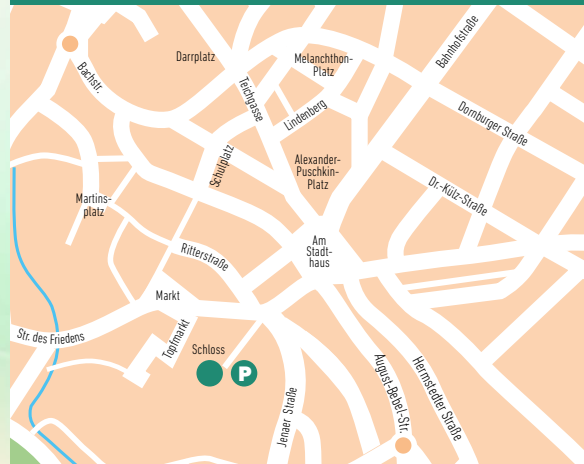 Bahnhofstraße
Darrplatz
Melanchthon-
Platz
Bachstr.
Teichgasse
Lindenberg
Dornburger Straße
Schulplatz
Alexander-
Puschkin-
Platz
Dr.-Külz-Straße
Martins-
platz
Ritterstraße
Am
Stadt-
haus
Markt
Str. des Friedens
Topfmarkt
Schloss
P
August-Bebel-Str.
Hermstedter Straße
Jenaer Straße